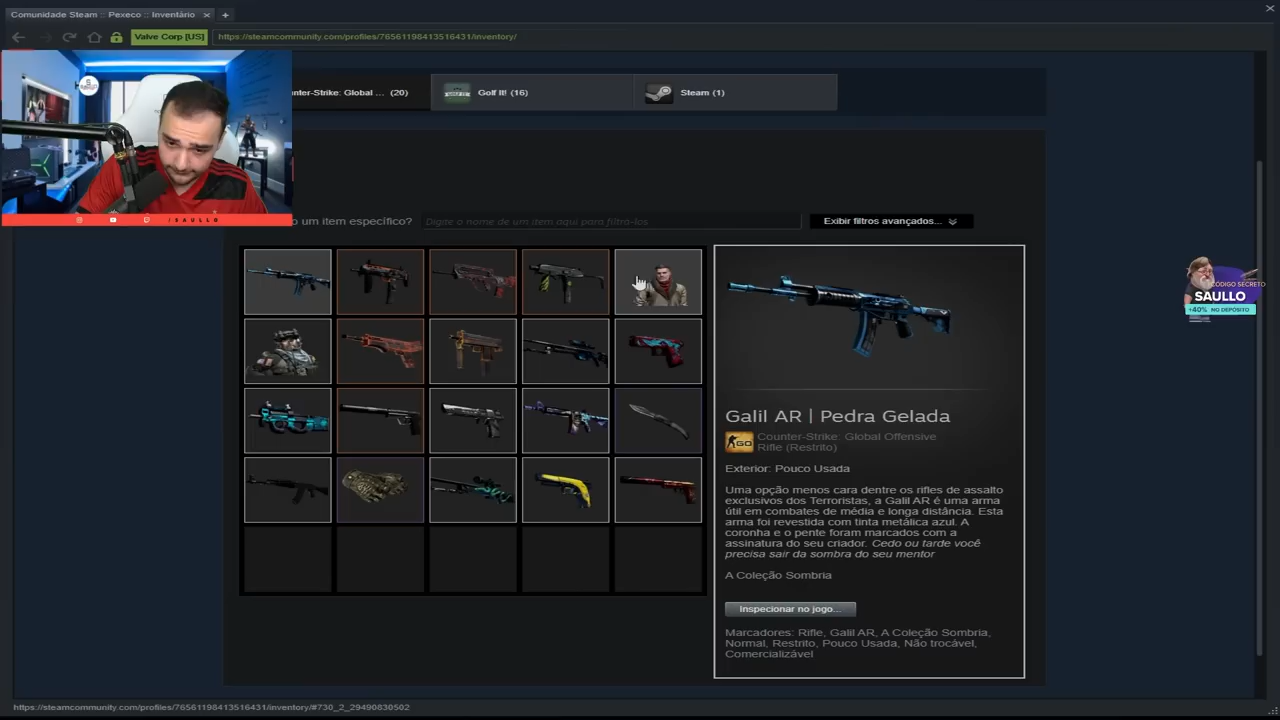 Comunidade Steam :: Pexeco :: Inventário
Valve Corp [US]
https://steamcommunity.com/profiles/76561198413516431/inventory/
nter-Strike: Global ... (20)
Golf It! (16)
Steam (1)
/SAULLO
o um item específico?
Digite o nome de um item aqui para filtrá-los
Exibir filtros avançados...
CÓDIGO SECRETO
SAULLO
+40% NO DEPÓSITO
Galil AR | Pedra Gelada
GO
Counter-Strike: Global Offensive
Rifle (Restrito)
Exterior: Pouco Usada
Uma opção menos cara dentre os rifles de assalto
exclusivos dos Terroristas, a Galil AR é uma arma
útil em combates de média e longa distância. Esta
arma foi revestida com tinta metálica azul. A
coronha e o pente foram marcados com a
assinatura do seu criador. Cedo ou tarde você
precisa sair da sombra do seu mentor
A Coleção Sombria
Inspecionar no jogo...
Marcadores: Rifle, Galil AR, A Coleção Sombria,
Normal, Restrito, Pouco Usada, Não trocável,
Comercializável
https://steamcommunity.com/profiles/76561198413516431/inventory/#730_2_29490830502